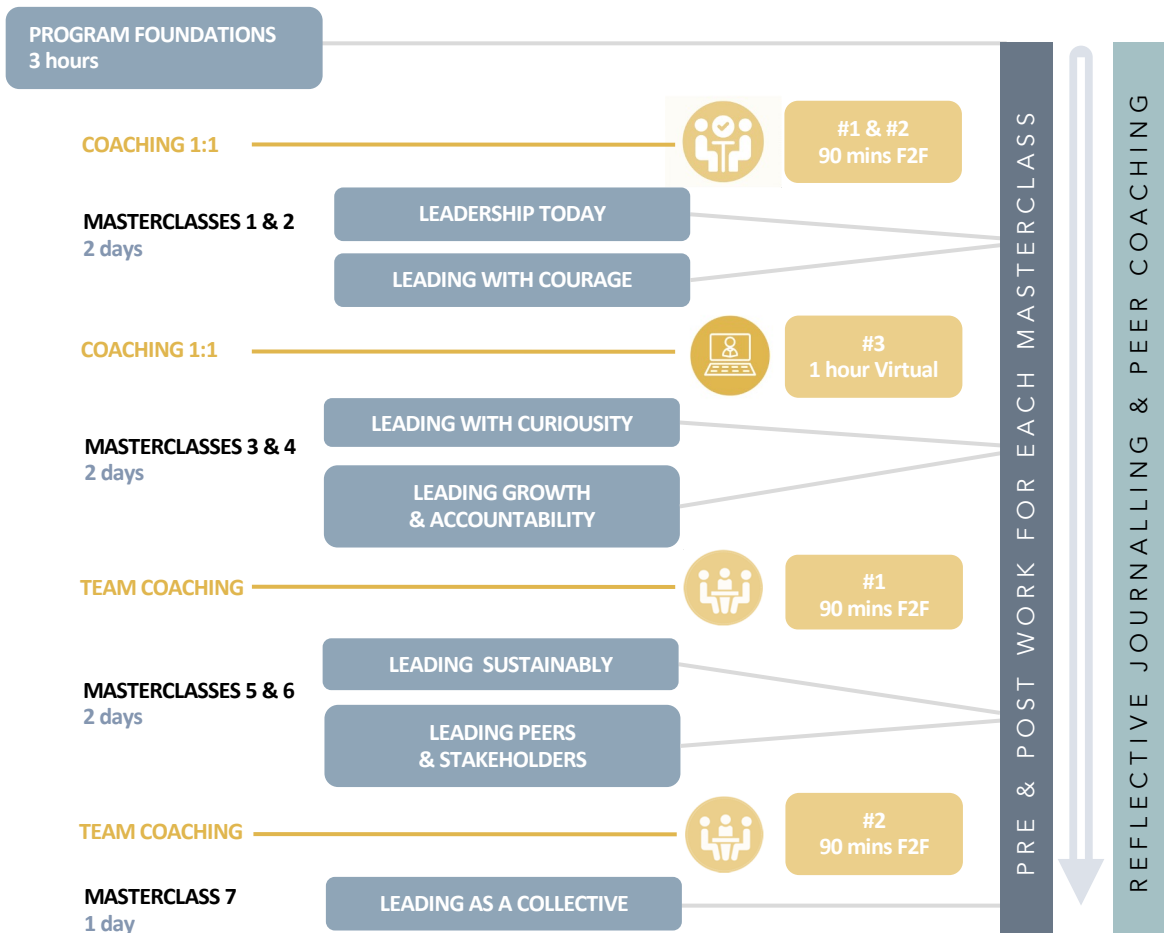 PROGRAM FOUNDATIONS
3 hours
COACHING 1:1
#1 & #2
90 mins F2F
MASTERCLASSES 1 & 2
2 days
LEADERSHIP TODAY
LEADING WITH COURAGE
COACHING 1:1
#3
1 hour Virtual
MASTERCLASSES 3 & 4
2 days
LEADING WITH CURIOUSITY
LEADING GROWTH
& ACCOUNTABILITY
TEAM COACHING
#1
90 mins F2F
MASTERCLASSES 5 & 6
2 days
LEADING SUSTAINABLY
LEADING PEERS
& STAKEHOLDERS
TEAM COACHING
#2
90 mins F2F
MASTERCLASS 7
1 day
LEADING AS A COLLECTIVE
PRE & POST WORK FOR EACH MASTERCLASS
REFLECTIVE JOURNALLING & PEER COACHING